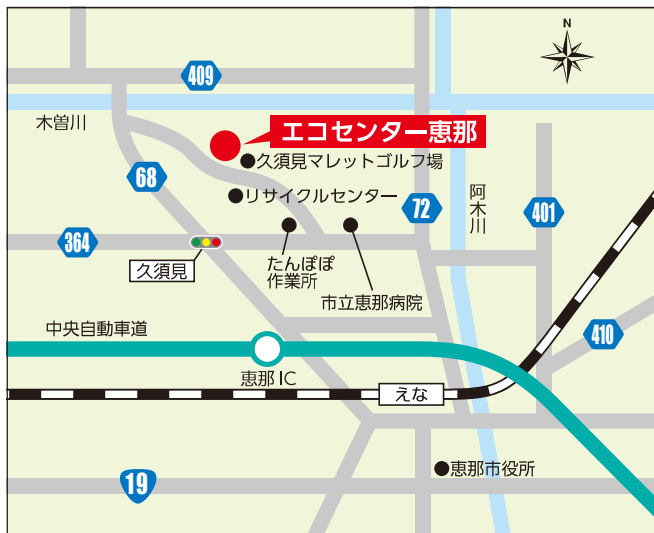 N
409
木曽川
エコセンター恵那
久須見マレットゴルフ場
68
リサイクルセンター
72
阿木川
401
364
久須見
たんぽぽ
作業所
市立恵那病院
中央自動車道
410
恵那IC
えな
恵那市役所
19